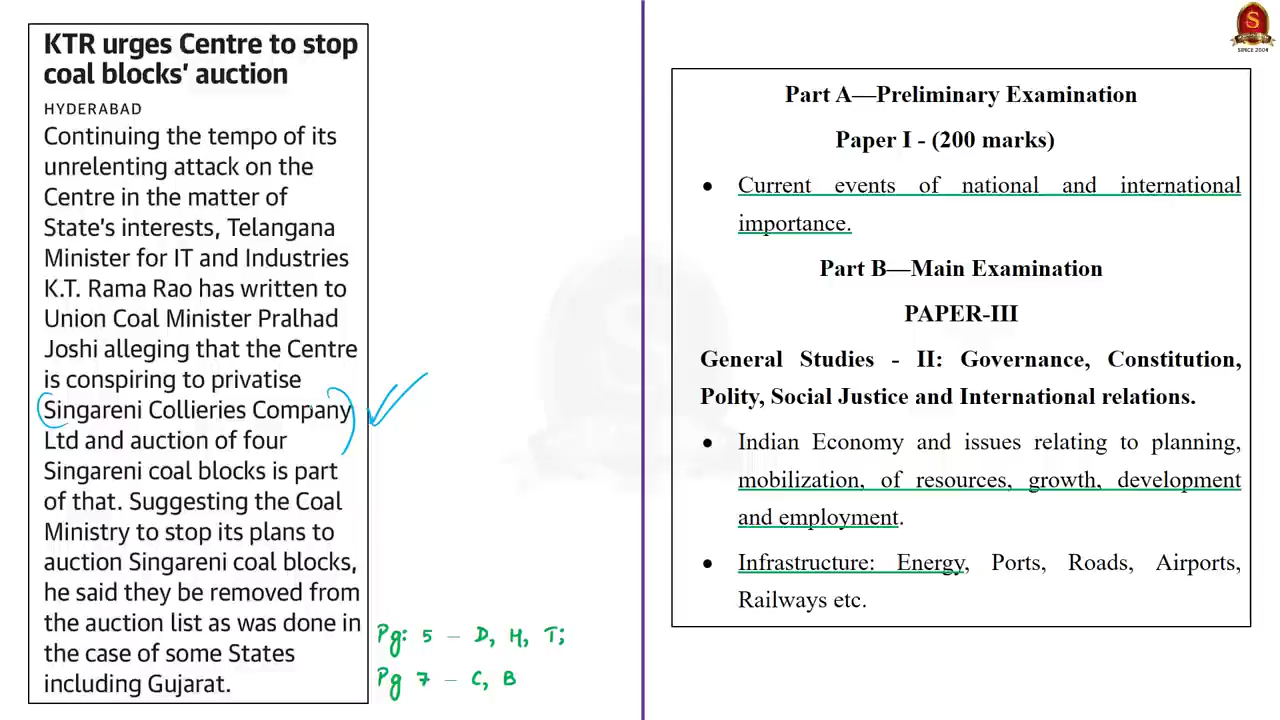 KTR urges Centre to stop
coal blocks' auction
HYDERABAD
Continuing the tempo of its
unrelenting attack on the
Centre in the matter of
State's interests, Telangana
Minister for IT and Industries
K.T. Rama Rao has written to
Union Coal Minister Pralhad
Joshi alleging that the Centre
is conspiring to privatise
Singareni Collieries Company
Ltd and auction of four
Singareni coal blocks is part
of that. Suggesting the Coal
Ministry to stop its plans to
auction Singareni coal blocks,
he said they be removed from
the auction list as was done in
the case of some States
including Gujarat.
Pg: 5 – D, H, T;
Pg 7 – C, B
S
SINCE 2004
Part A—Preliminary Examination
Paper I - (200 marks)
• Current events of national and international
importance.
Part B—Main Examination
PAPER-III
General Studies - II: Governance, Constitution,
Polity, Social Justice and International relations.
• Indian Economy and issues relating to planning,
mobilization, of resources, growth, development
and employment.
• Infrastructure: Energy, Ports, Roads, Airports,
Railways etc.